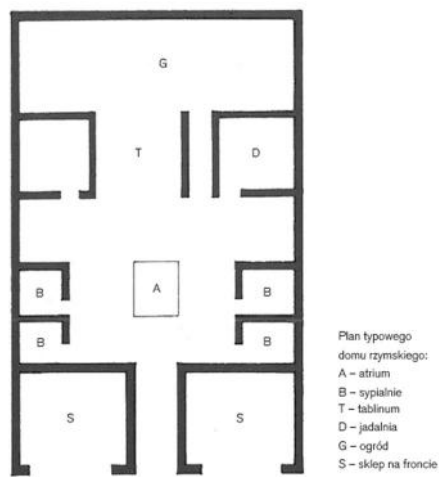 G
T
D
A
B
B
B
B
S
S
Plan typowego
domu rzymskiego:
A – atrium
B – sypialnie
T – tablinum
D – jadalnia
G – ogród
S – sklep na froncie